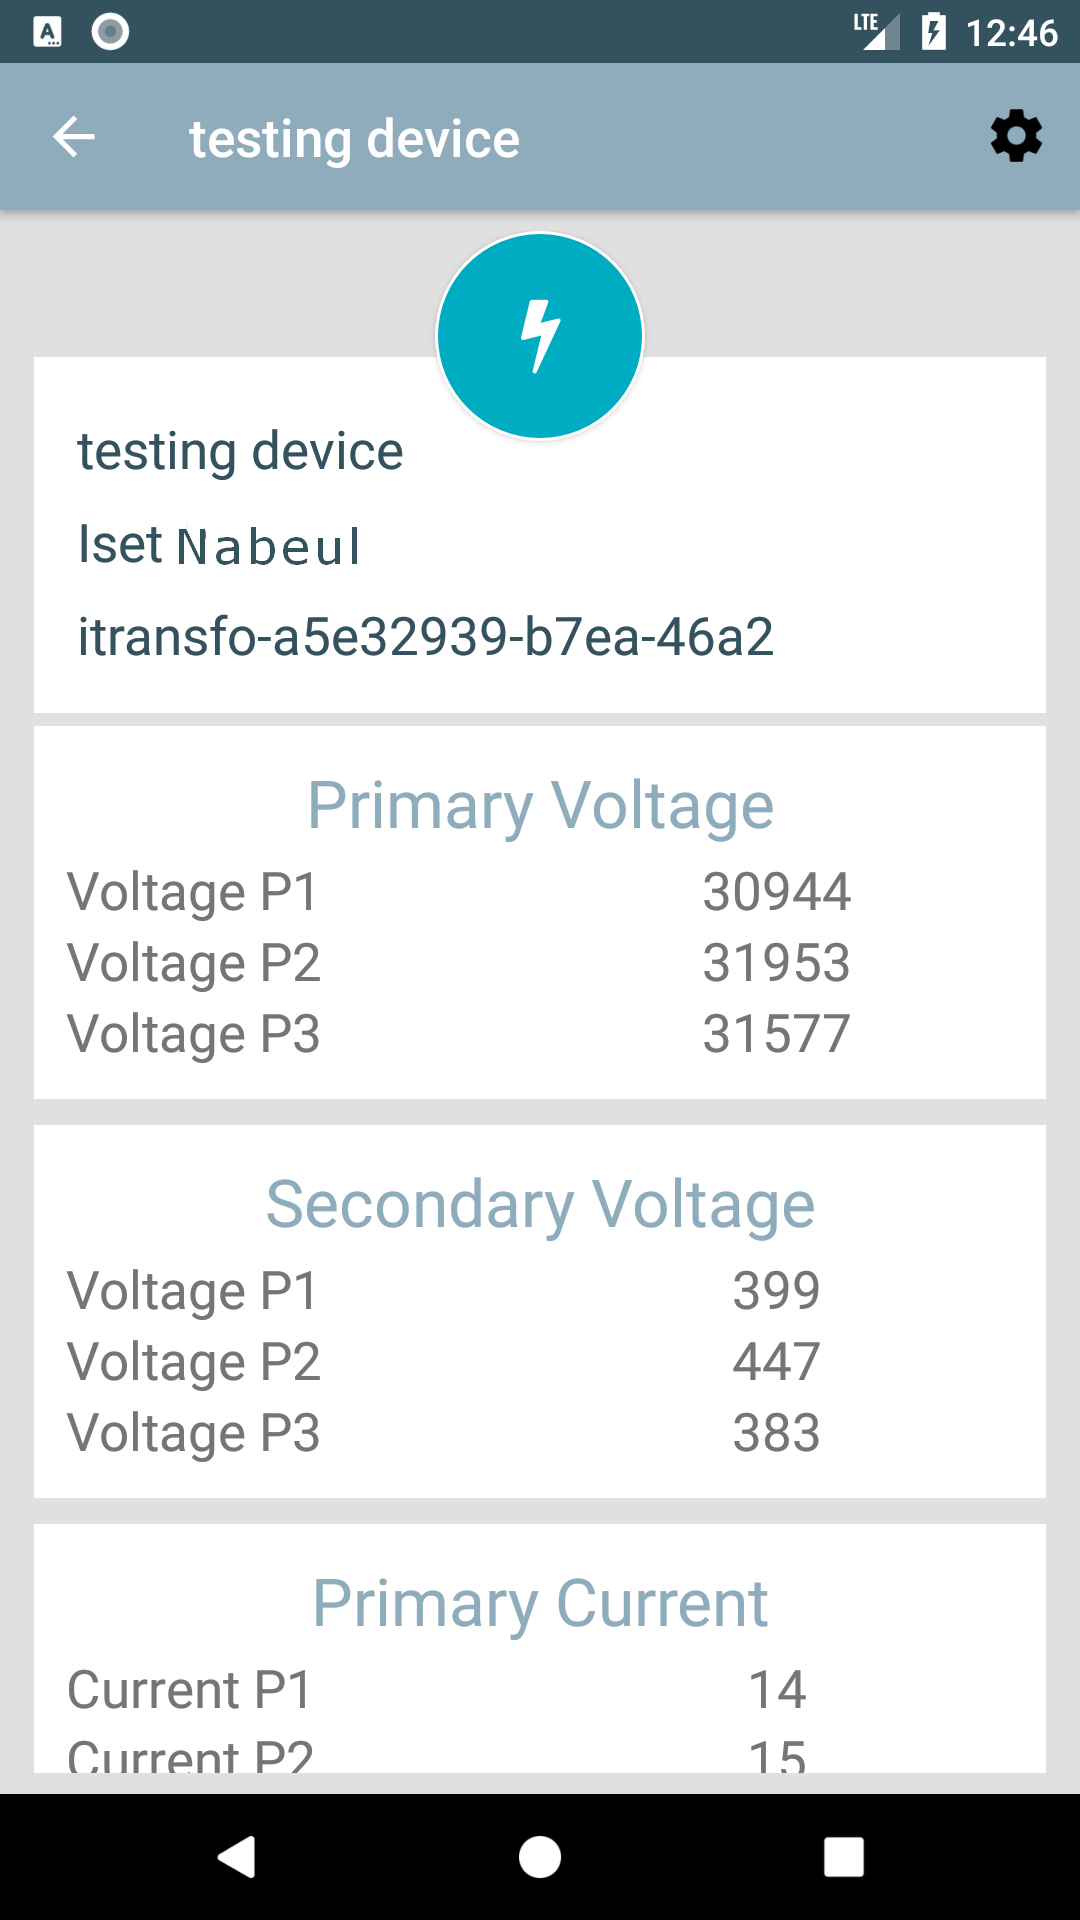 LTE 12:46
testing device
testing device
Iset Nabeul
itransfo-a5e32939-b7ea-46a2
Primary Voltage
Voltage P1 30944
Voltage P2 31953
Voltage P3 31577
Secondary Voltage
Voltage P1 399
Voltage P2 447
Voltage P3 383
Primary Current
Current P1 14
Current P2 15